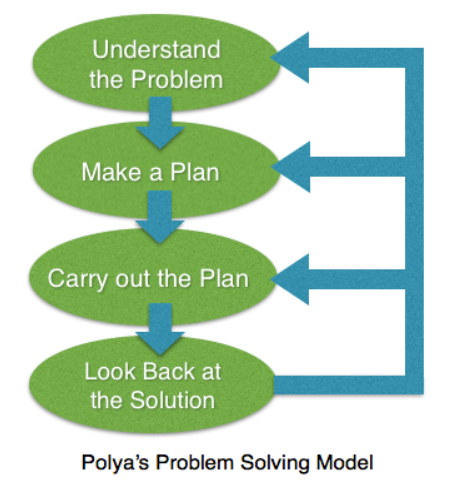 Understand
the Problem
Make a Plan
Carry out the Plan
Look Back at
the Solution
Polya's Problem Solving Model